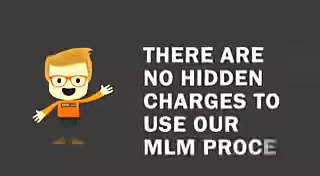 THERE ARE
NO HIDDEN
CHARGES TO
USE OUR
MLM PROCE